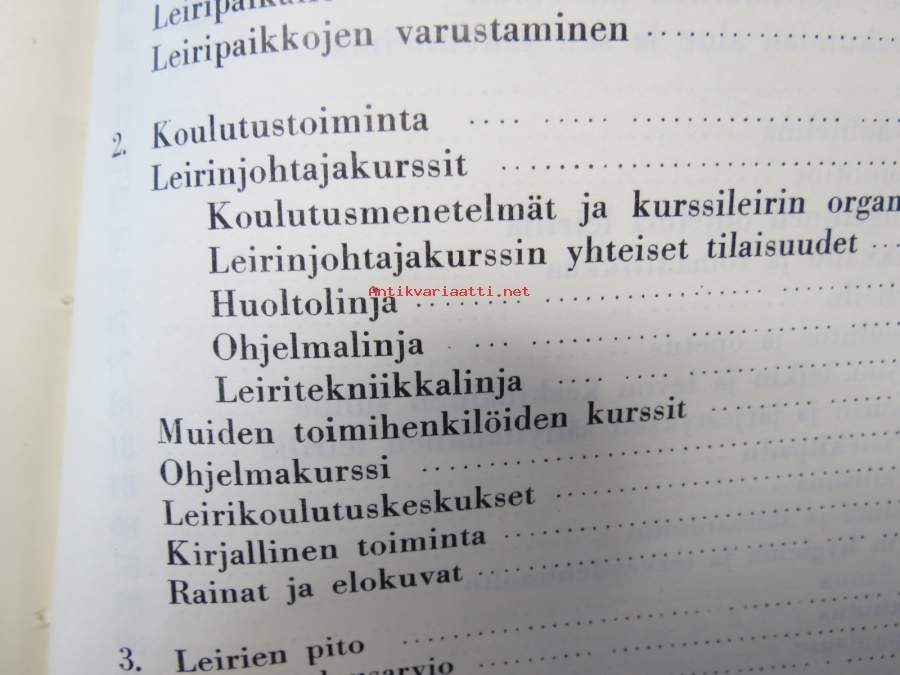 Leiripaikkojen varustaminen
2. Koulutustoiminta
Leirinjohtajakurssit
Koulutusmenetelmät ja kurssileirin organ
Leirinjohtajakurssin yhteiset tilaisuudet
Antikvariaatti.net
Huoltolinja
Ohjelmalinja
Leiritekniikkalinja
Muiden toimihenkilöiden kurssit
Ohjelmakurssi
Leirikoulutuskeskukset
Kirjallinen toiminta
Rainat ja elokuvat
3. Leirien pito